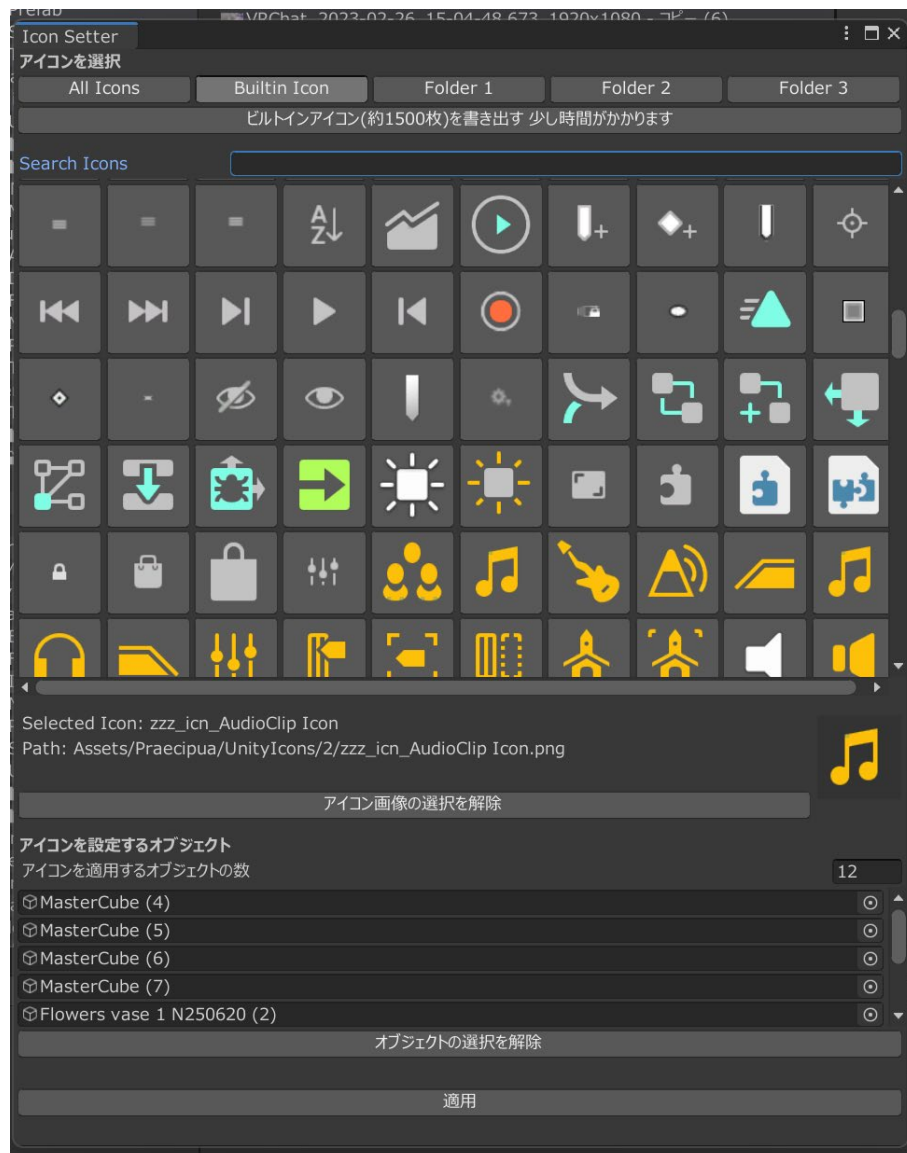 Prefab
VRChat_2023-02-26_15-04-48.673_1920x1080 - コピー (6)
Icon Setter
アイコンを選択
All Icons Builtin Icon Folder 1 Folder 2 Folder 3
ビルトインアイコン(約1500枚)を書き出す 少し時間がかかります
Search Icons
Selected Icon: zzz_icn_AudioClip Icon
Path: Assets/Praecipua/UnityIcons/2/zzz_icn_AudioClip Icon.png
アイコン画像の選択を解除
アイコンを設定するオブジェクト
アイコンを適用するオブジェクトの数 12
MasterCube (4)
MasterCube (5)
MasterCube (6)
MasterCube (7)
Flowers vase 1 N250620 (2)
オブジェクトの選択を解除
適用